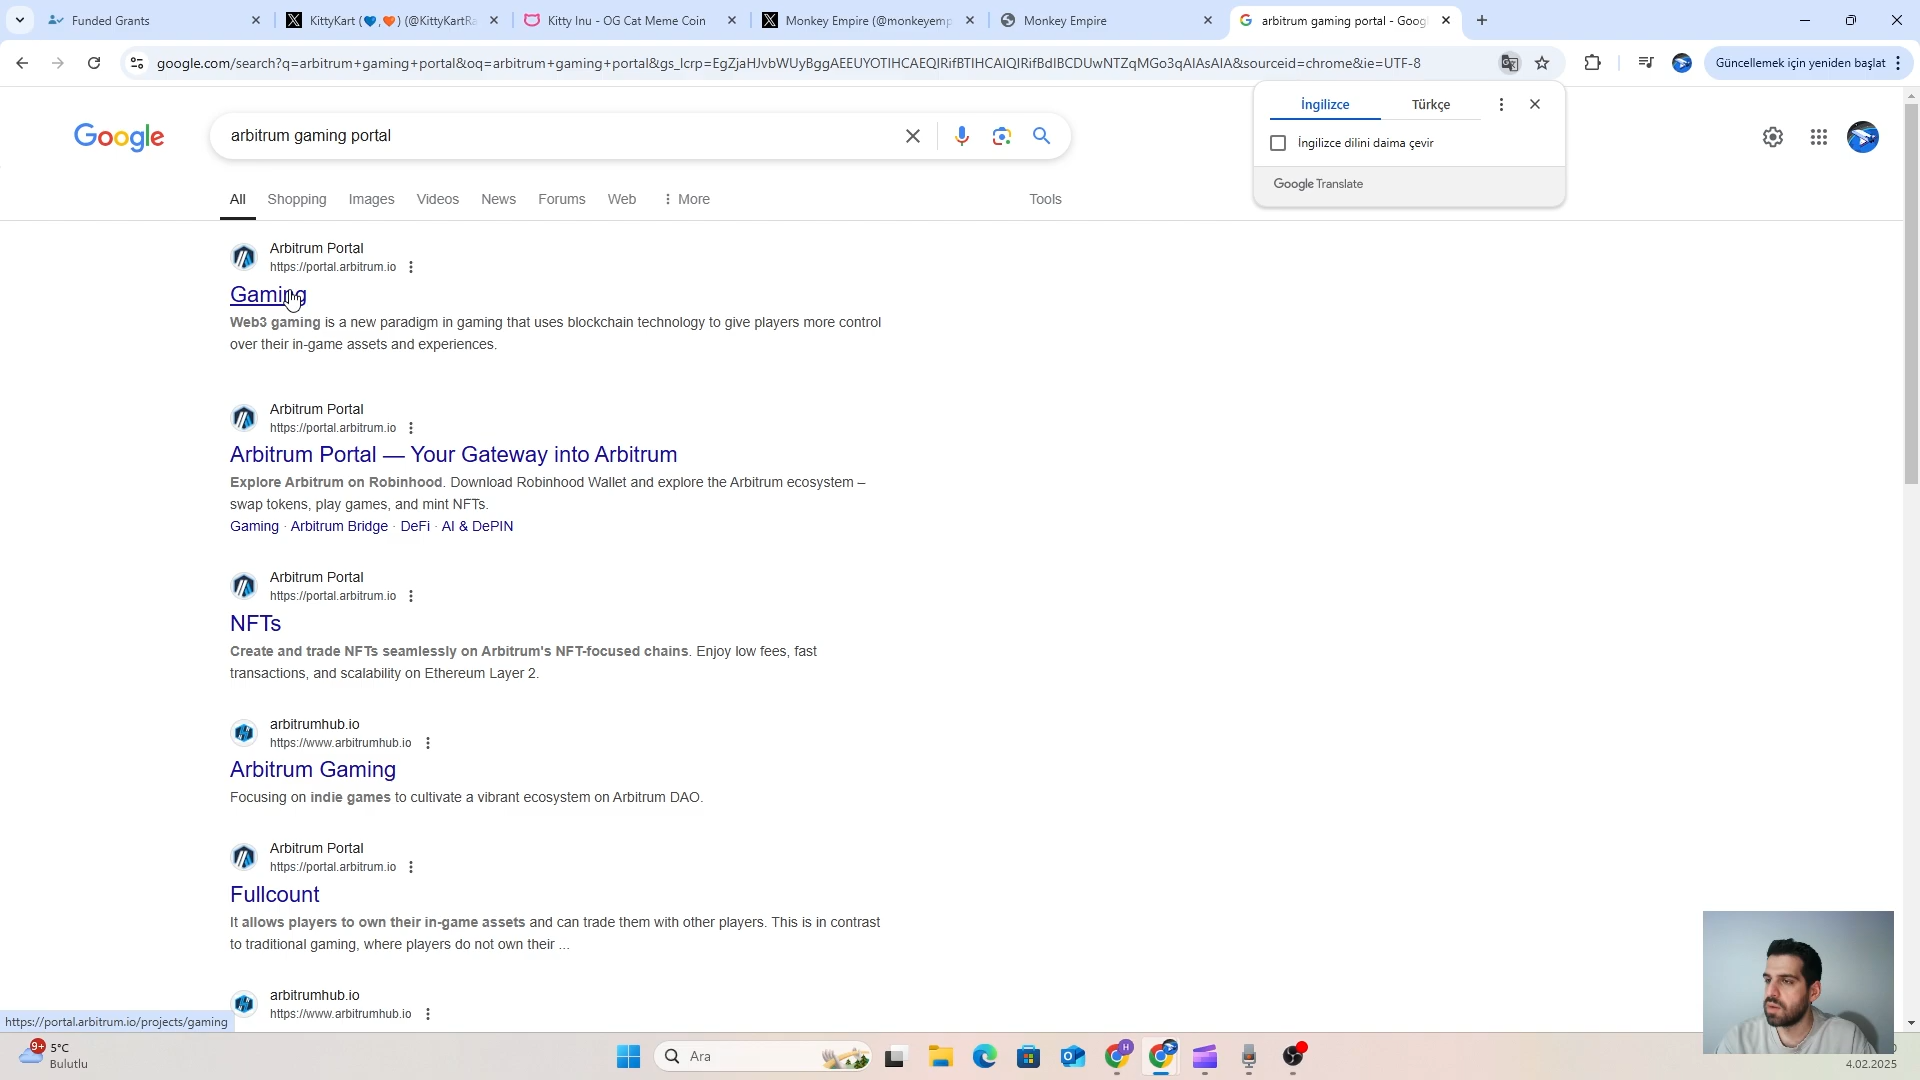 Funded Grants
KittyKart (💙,🧡) (@KittyKartRa
Kitty Inu - OG Cat Meme Coin
Monkey Empire (@monkeyemp
Monkey Empire
arbitrum gaming portal - Goog
google.com/search?q=arbitrum+gaming+portal&oq=arbitrum+gaming+portal&gs_lcrp=EgZjaHJvbWUyBggAEEUYOTIHCAEQIRifBTIHCAIQIRifBdIBCDUwNTZqMGo3qAIAsAIA&sourceid=chrome&ie=UTF-8
Güncellemek için yeniden başlat
İngilizce
Türkçe
İngilizce dilini daima çevir
Google Translate
Google
arbitrum gaming portal
All
Shopping
Images
Videos
News
Forums
Web
More
Tools
Arbitrum Portal
https://portal.arbitrum.io
Gaming
Web3 gaming is a new paradigm in gaming that uses blockchain technology to give players more control
over their in-game assets and experiences.
Arbitrum Portal
https://portal.arbitrum.io
Arbitrum Portal — Your Gateway into Arbitrum
Explore Arbitrum on Robinhood. Download Robinhood Wallet and explore the Arbitrum ecosystem –
swap tokens, play games, and mint NFTs.
Gaming · Arbitrum Bridge · DeFi · AI & DePIN
Arbitrum Portal
https://portal.arbitrum.io
NFTs
Create and trade NFTs seamlessly on Arbitrum's NFT-focused chains. Enjoy low fees, fast
transactions, and scalability on Ethereum Layer 2.
arbitrumhub.io
https://www.arbitrumhub.io
Arbitrum Gaming
Focusing on indie games to cultivate a vibrant ecosystem on Arbitrum DAO.
Arbitrum Portal
https://portal.arbitrum.io
Fullcount
It allows players to own their in-game assets and can trade them with other players. This is in contrast
to traditional gaming, where players do not own their ...
arbitrumhub.io
https://www.arbitrumhub.io
https://portal.arbitrum.io/projects/gaming
9+
5°C
Bulutlu
Ara
H
4.02.2025